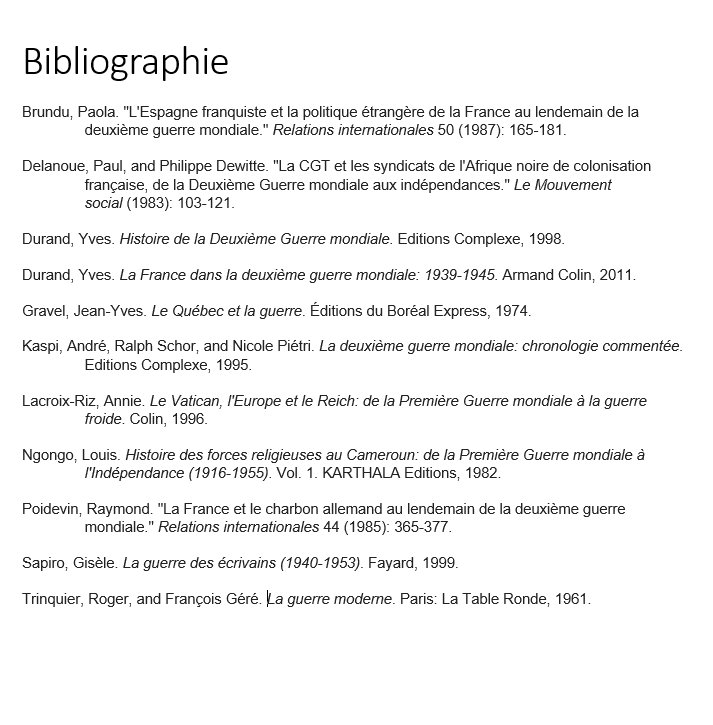 Bibliographie
Brundu, Paola. "L'Espagne franquiste et la politique étrangère de la France au lendemain de la
deuxième guerre mondiale." Relations internationales 50 (1987): 165-181.
Delanoue, Paul, and Philippe Dewitte. "La CGT et les syndicats de l'Afrique noire de colonisation
française, de la Deuxième Guerre mondiale aux indépendances." Le Mouvement
social (1983): 103-121.
Durand, Yves. Histoire de la Deuxième Guerre mondiale. Editions Complexe, 1998.
Durand, Yves. La France dans la deuxième guerre mondiale: 1939-1945. Armand Colin, 2011.
Gravel, Jean-Yves. Le Québec et la guerre. Éditions du Boréal Express, 1974.
Kaspi, André, Ralph Schor, and Nicole Piétri. La deuxième guerre mondiale: chronologie commentée.
Editions Complexe, 1995.
Lacroix-Riz, Annie. Le Vatican, l'Europe et le Reich: de la Première Guerre mondiale à la guerre
froide. Colin, 1996.
Ngongo, Louis. Histoire des forces religieuses au Cameroun: de la Première Guerre mondiale à
l'Indépendance (1916-1955). Vol. 1. KARTHALA Editions, 1982.
Poidevin, Raymond. "La France et le charbon allemand au lendemain de la deuxième guerre
mondiale." Relations internationales 44 (1985): 365-377.
Sapiro, Gisèle. La guerre des écrivains (1940-1953). Fayard, 1999.
Trinquier, Roger, and François Géré. La guerre moderne. Paris: La Table Ronde, 1961.